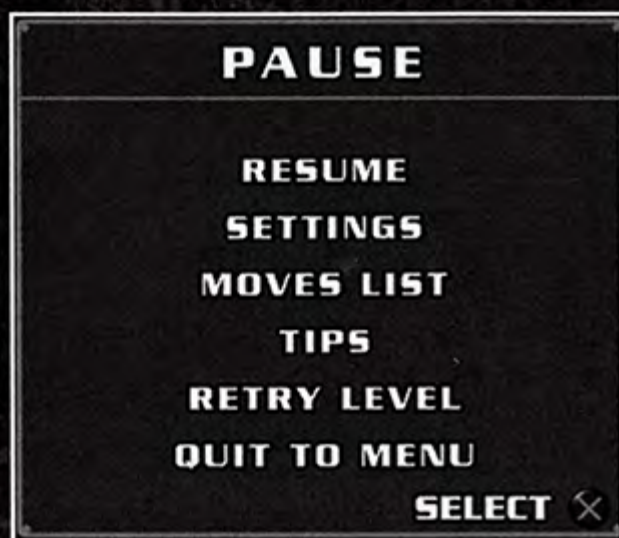 PAUSE
RESUME
SETTINGS
MOVES LIST
TIPS
RETRY LEVEL
QUIT TO MENU
SELECT